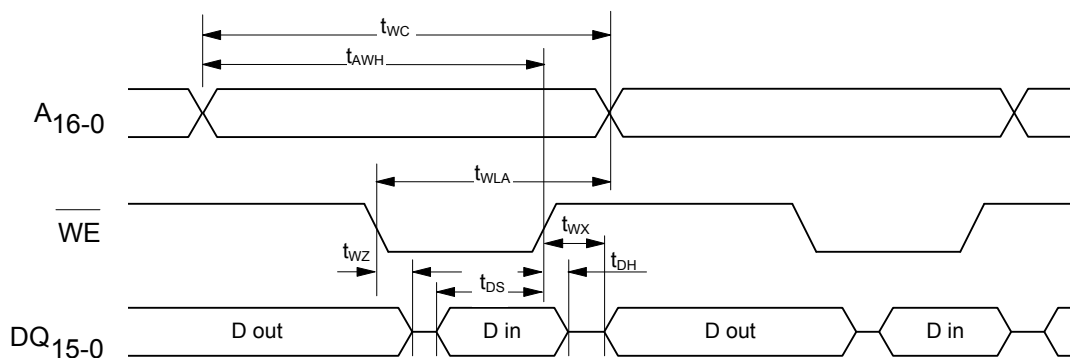 tWC
tAWH
A16-0
tWLA
WE
tWX
tWZ
tDH
tDS
DQ15-0
D out
D in
D out
D in